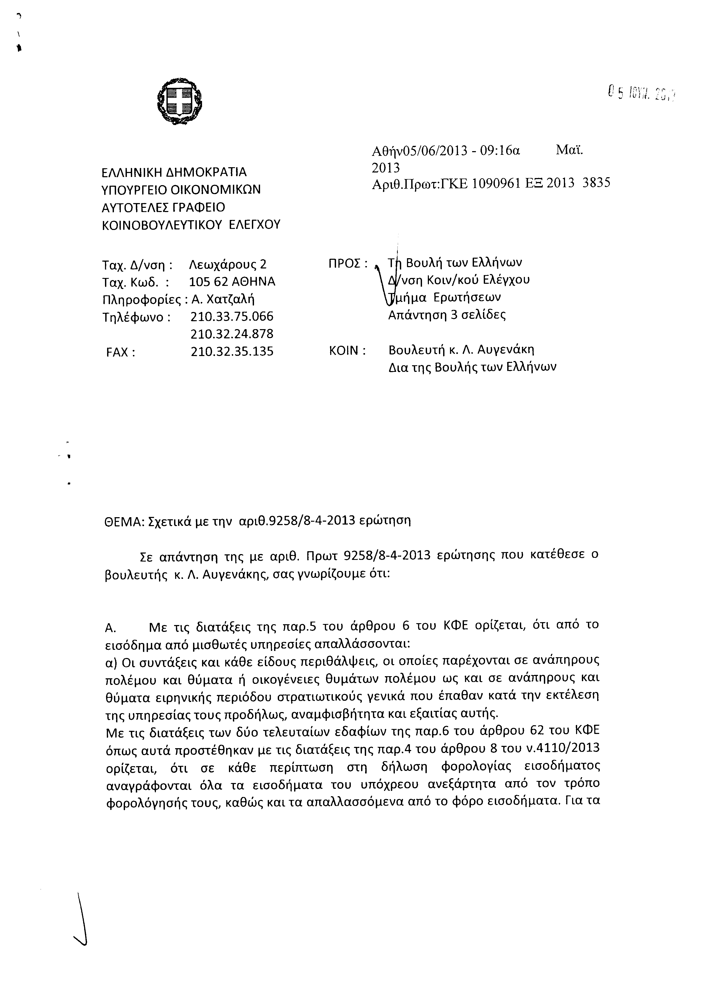 05 ΙΟΥΝ.
Αθήν05/06/2013 - 09:16α Μαϊ.
2013
Αριθ.Πρωτ:ΓΚΕ 1090961 ΕΞ 2013 3835
ΕΛΛΗΝΙΚΗ ΔΗΜΟΚΡΑΤΙΑ
ΥΠΟΥΡΓΕΙΟ ΟΙΚΟΝΟΜΙΚΩΝ
ΑΥΤΟΤΕΛΕΣ ΓΡΑΦΕΙΟ
ΚΟΙΝΟΒΟΥΛΕΥΤΙΚΟΥ ΕΛΕΓΧΟΥ
Ταχ. Δ/νση : Λεωχάρους 2
Ταχ. Κωδ. : 105 62 ΑΘΗΝΑ
Πληροφορίες : Α. Χατζαλή
Τηλέφωνο : 210.33.75.066
210.32.24.878
FAX : 210.32.35.135
ΠΡΟΣ : Τη Βουλή των Ελλήνων
Δ/νση Κοιν/κού Ελέγχου
Τμήμα Ερωτήσεων
Απάντηση 3 σελίδες
ΚΟΙΝ : Βουλευτή κ. Λ. Αυγενάκη
Δια της Βουλής των Ελλήνων
ΘΕΜΑ: Σχετικά με την αριθ.9258/8-4-2013 ερώτηση
Σε απάντηση της με αριθ. Πρωτ 9258/8-4-2013 ερώτησης που κατέθεσε ο
βουλευτής κ. Λ. Αυγενάκης, σας γνωρίζουμε ότι:
Α. Με τις διατάξεις της παρ.5 του άρθρου 6 του ΚΦΕ ορίζεται, ότι από το
εισόδημα από μισθωτές υπηρεσίες απαλλάσσονται:
α) Οι συντάξεις και κάθε είδους περιθάλψεις, οι οποίες παρέχονται σε ανάπηρους
πολέμου και θύματα ή οικογένειες θυμάτων πολέμου ως και σε ανάπηρους και
θύματα ειρηνικής περιόδου στρατιωτικούς γενικά που έπαθαν κατά την εκτέλεση
της υπηρεσίας τους προδήλως, αναμφισβήτητα και εξαιτίας αυτής.
Με τις διατάξεις των δύο τελευταίων εδαφίων της παρ.6 του άρθρου 62 του ΚΦΕ
όπως αυτά προστέθηκαν με τις διατάξεις της παρ.4 του άρθρου 8 του ν.4110/2013
ορίζεται, ότι σε κάθε περίπτωση στη δήλωση φορολογίας εισοδήματος
αναγράφονται όλα τα εισοδήματα του υπόχρεου ανεξάρτητα από τον τρόπο
φορολόγησής τους, καθώς και τα απαλλασσόμενα από το φόρο εισοδήματα. Για τα